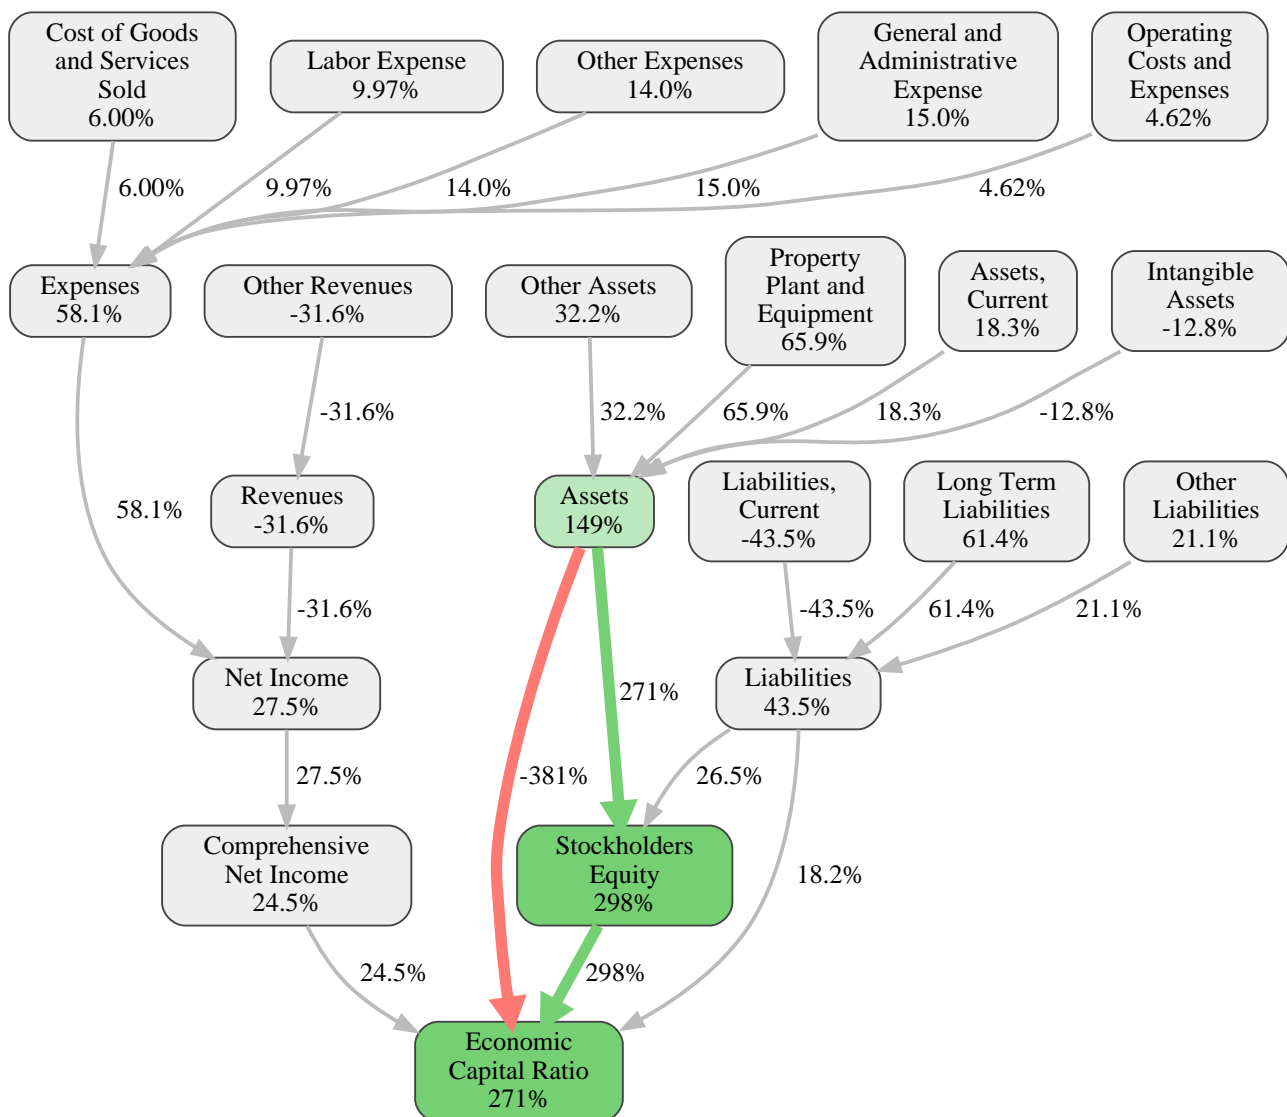 Cost of Goods
and Services
Sold
6.00%
Labor Expense
9.97%
Other Expenses
14.0%
General and
Administrative
Expense
15.0%
Operating
Costs and
Expenses
4.62%
6.00%
9.97%
14.0%
15.0%
4.62%
Expenses
58.1%
Other Revenues
-31.6%
Other Assets
32.2%
Property
Plant and
Equipment
65.9%
Assets,
Current
18.3%
Intangible
Assets
-12.8%
-31.6%
32.2%
65.9%
18.3%
-12.8%
58.1%
Revenues
-31.6%
Assets
149%
Liabilities,
Current
-43.5%
Long Term
Liabilities
61.4%
Other
Liabilities
21.1%
-31.6%
-43.5%
61.4%
21.1%
Net Income
27.5%
271%
Liabilities
43.5%
27.5%
-381%
26.5%
Comprehensive
Net Income
24.5%
Stockholders
Equity
298%
18.2%
24.5%
298%
Economic
Capital Ratio
271%